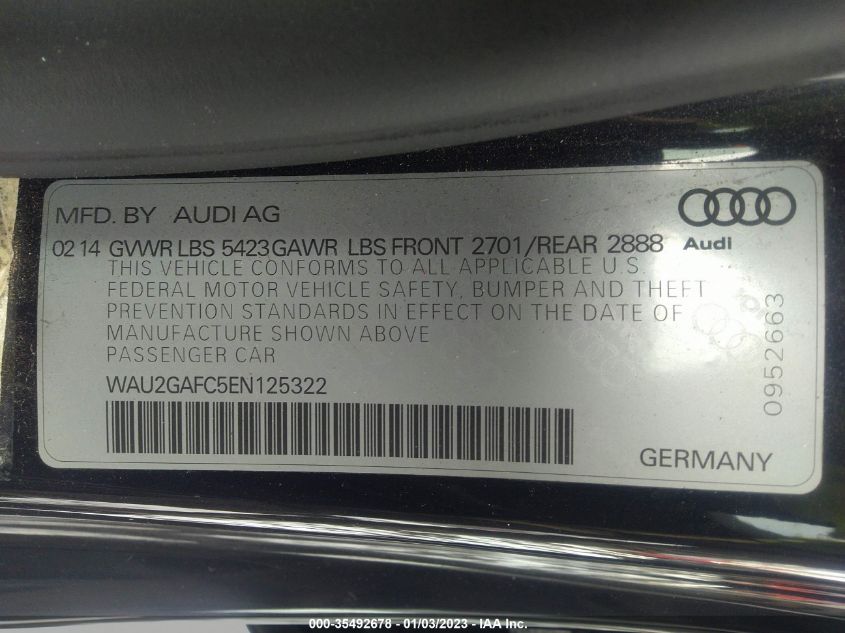 MFD. BY AUDI AG
02 14 GVWR LBS 5423 GAWR LBS FRONT 2701/REAR 2888
Audi
THIS VEHICLE CONFORMS TO ALL APPLICABLE U.S.
FEDERAL MOTOR VEHICLE SAFETY, BUMPER AND THEFT
PREVENTION STANDARDS IN EFFECT ON THE DATE OF
MANUFACTURE SHOWN ABOVE
PASSENGER CAR
0952663
WAU2GAFC5EN125322
GERMANY
000-35492678 - 01/03/2023 - IAA Inc.